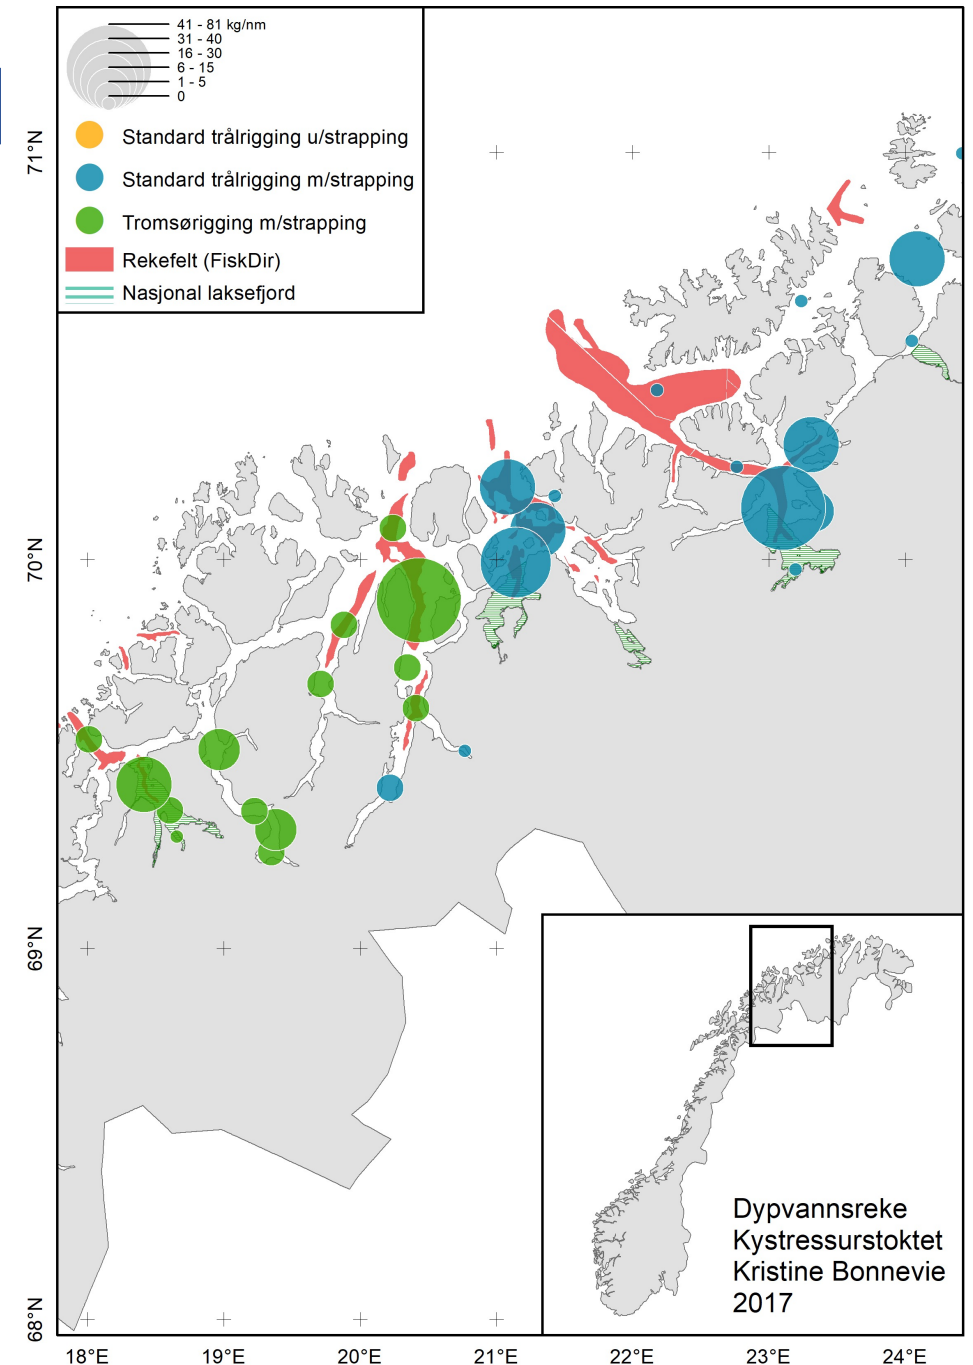 41 - 81 kg/nm
31 - 40
16 - 30
6 - 15
1 - 5
0
Standard trålrigging u/strapping
Standard trålrigging m/strapping
Tromsørigging m/strapping
Rekefelt (FiskDir)
Nasjonal laksefjord
71°N
70°N
69°N
68°N
Dypvannsreke
Kystressurstoktet
Kristine Bonnevie
2017
18°E 19°E 20°E 21°E 22°E 23°E 24°E